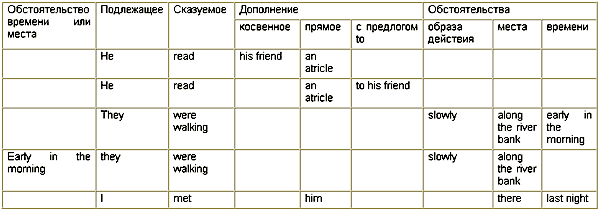 Обстоятельство времени или места Подлежащее Сказуемое Дополнение Обстоятельства
косвенное прямое с предлогом to образа действия места времени
He read his friend an atricle
He read an atricle to his friend
They were walking slowly along the river bank early in the morning
Early in the morning they were walking slowly along the river bank
I met him there last night